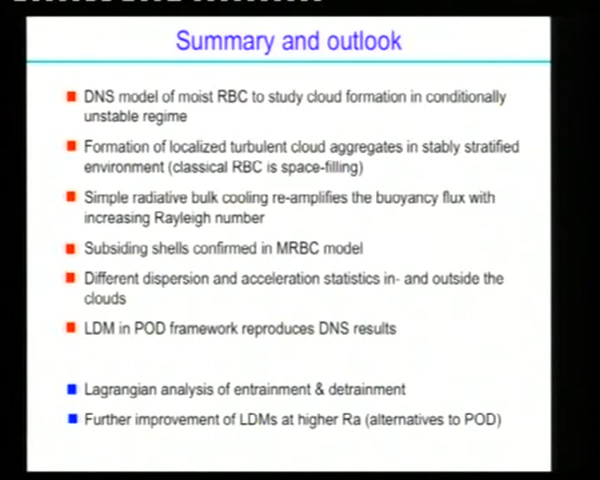 Summary and outlook
DNS model of moist RBC to study cloud formation in conditionally
unstable regime
Formation of localized turbulent cloud aggregates in stably stratified
environment (classical RBC is space-filling)
Simple radiative bulk cooling re-amplifies the buoyancy flux with
increasing Rayleigh number
Subsiding shells confirmed in MRBC model
Different dispersion and acceleration statistics in- and outside the
clouds
LDM in POD framework reproduces DNS results
Lagrangian analysis of entrainment & detrainment
Further improvement of LDMs at higher Ra (alternatives to POD)